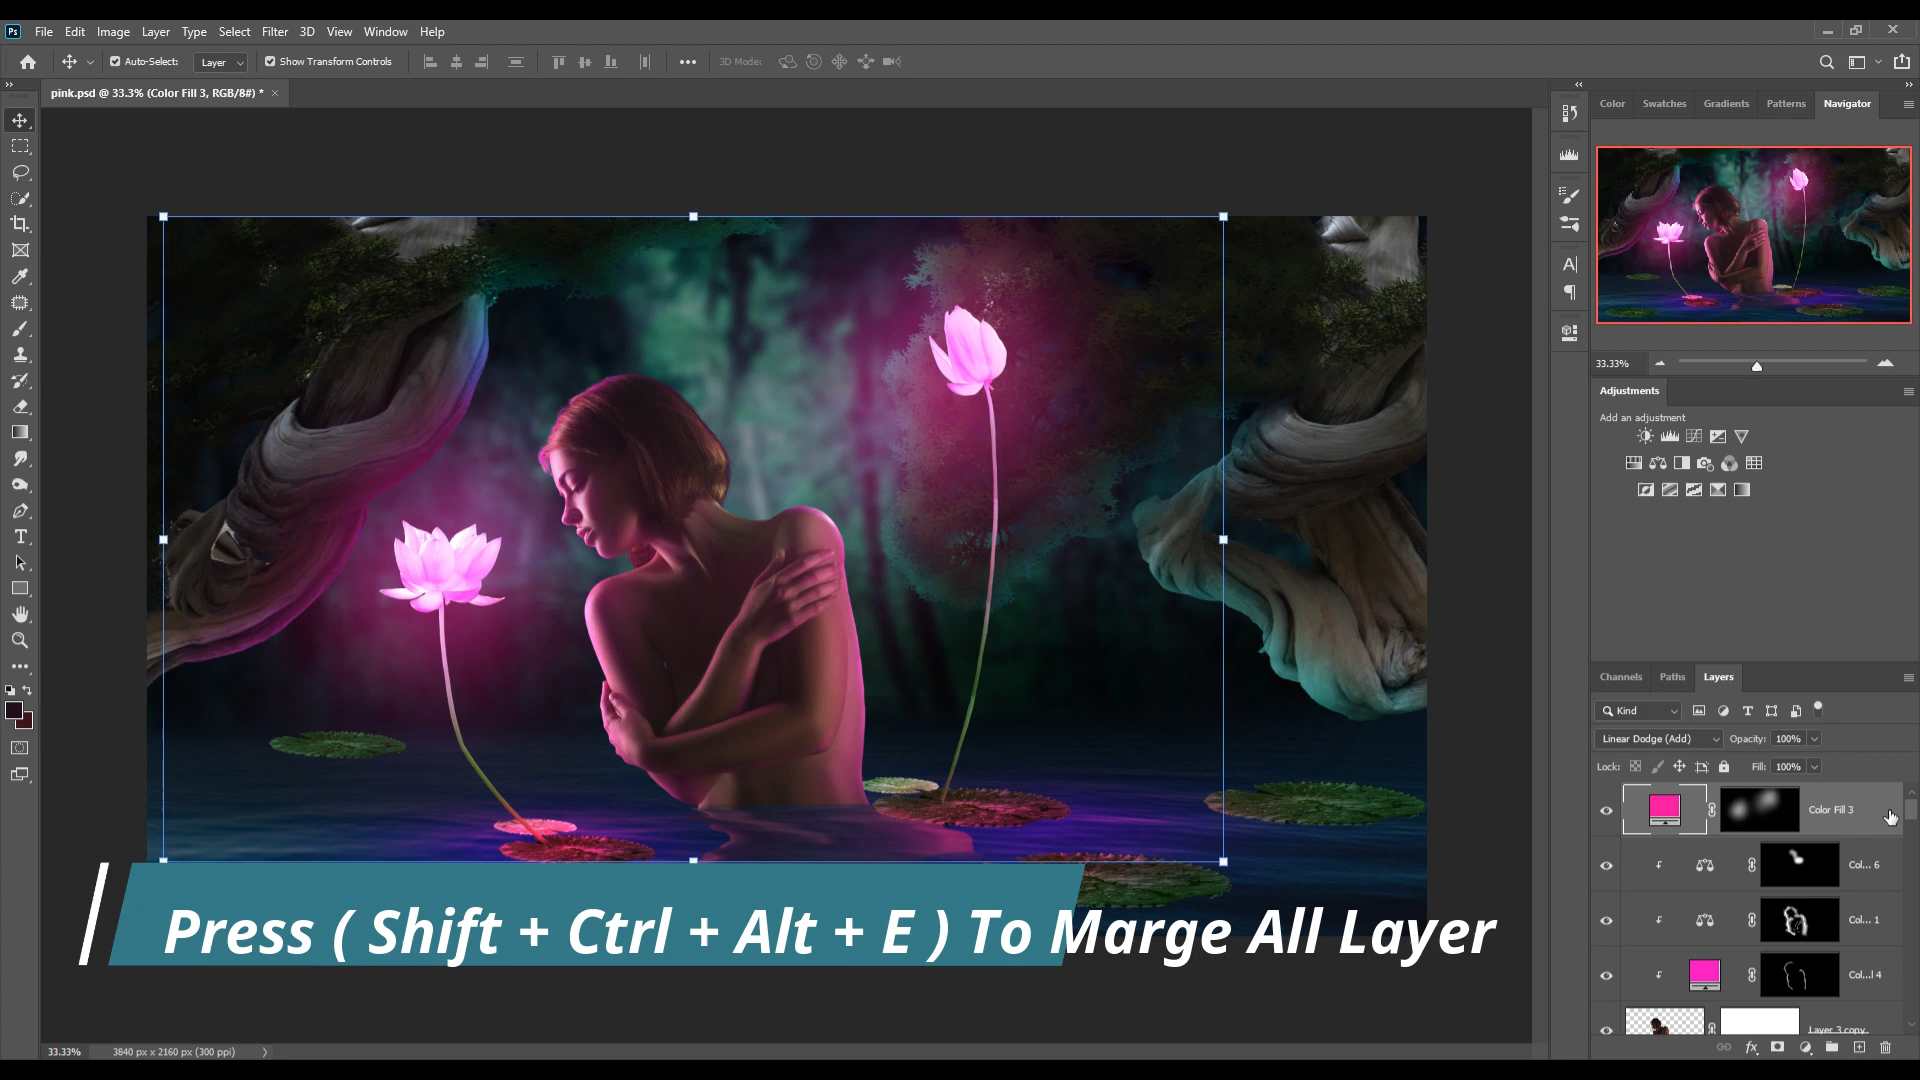 Ps File Edit Image Layer Type Select Filter 3D View Window Help
Auto-Select: Layer Show Transform Controls 3D Mode:
pink.psd @ 33.3% (Color Fill 3, RGB/8#) * ×
Color Swatches Gradients Patterns Navigator
33.33%
Adjustments
Add an adjustment
Channels Paths Layers
Kind
Linear Dodge (Add) Opacity: 100%
Lock: Fill: 100%
Color Fill 3
Col... 6
Col... 1
Col...l 4
Layer 3 copy
Press ( Shift + Ctrl + Alt + E ) To Marge All Layer
33.33% 3840 px x 2160 px (300 ppi)